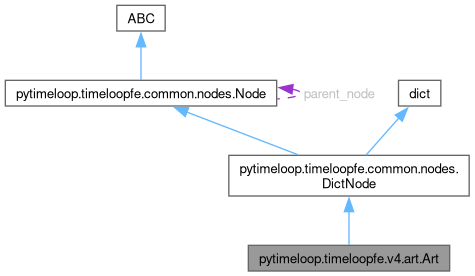 ABC
pytimeloop.timeloopfe.common.nodes.Node
parent_node
dict
pytimeloop.timeloopfe.common.nodes.
DictNode
pytimeloop.timeloopfe.v4.art.Art